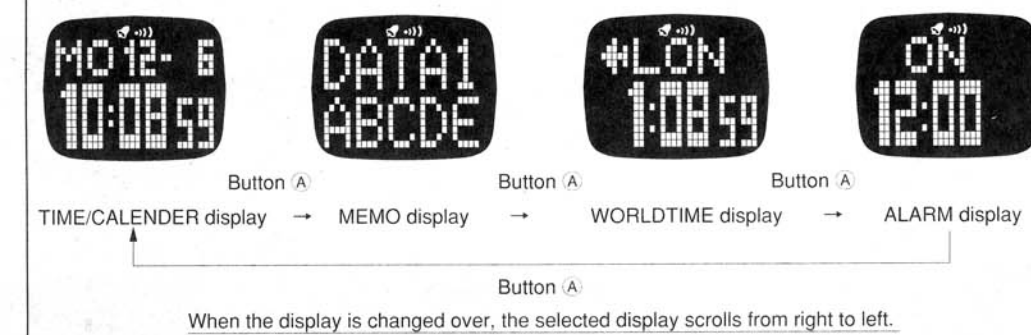 MO 12- 6
10:08 59
DATA1
ABCDE
LON
1:08 59
ON
12:00
Button Ⓐ Button Ⓐ Button Ⓐ
TIME/CALENDER display → MEMO display → WORLDTIME display → ALARM display
Button Ⓐ
When the display is changed over, the selected display scrolls from right to left.